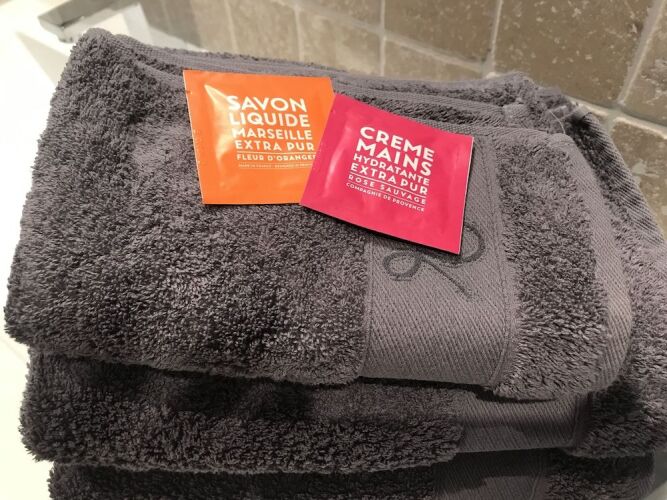 SAVON
LIQUIDE
MARSEILLE
EXTRA PUR
FLEUR D'ORANGER
CREME
MAINS
HYDRATANTE
EXTRA PUR
ROSE SAUVAGE
COMPAGNIE DE PROVENCE